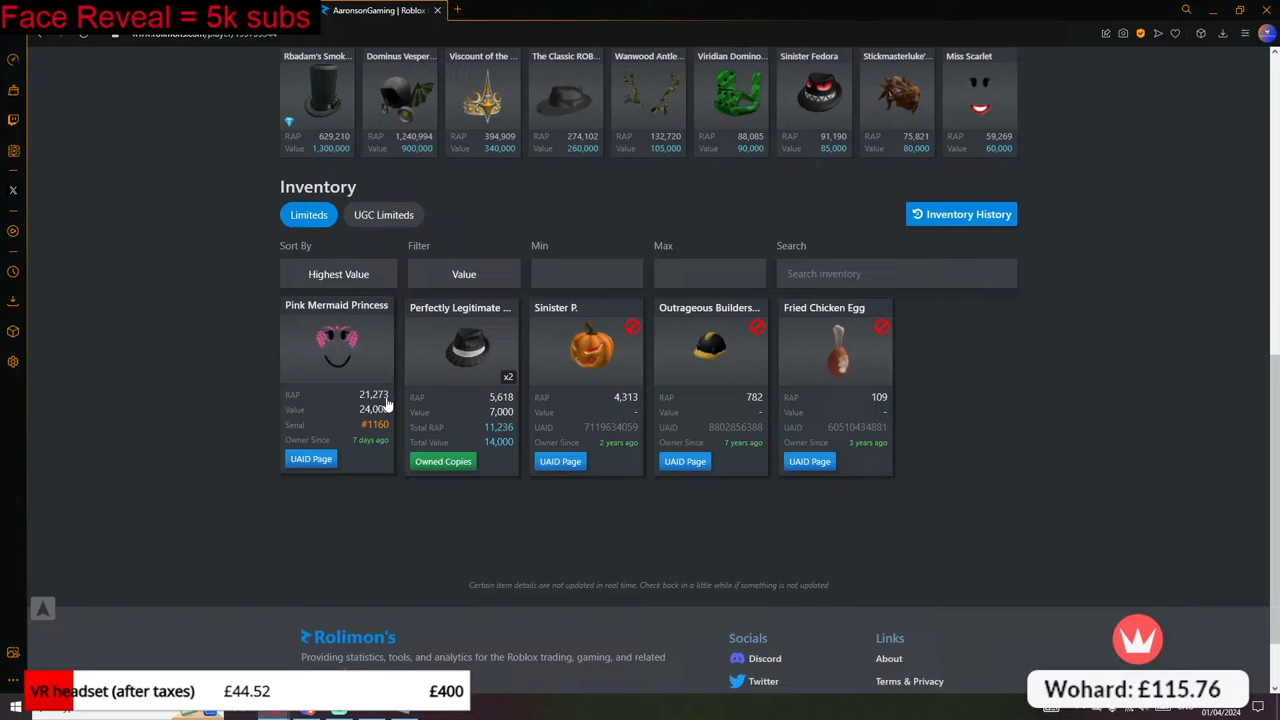 Face Reveal = 5k subs
AaronsonGaming | Roblox
Rbadam's Smok... Dominus Vesper... Viscount of the ... The Classic ROB... Wanwood Antle... Viridian Domino... Sinister Fedora Stickmasterluke'... Miss Scarlet
RAP 629,210 RAP 1,240,994 RAP 394,909 RAP 274,102 RAP 132,720 RAP 88,085 RAP 91,190 RAP 75,821 RAP 59,269
Value 1,300,000 Value 900,000 Value 340,000 Value 260,000 Value 105,000 Value 90,000 Value 85,000 Value 80,000 Value 60,000
Inventory
Limiteds UGC Limiteds Inventory History
Sort By Filter Min Max Search
Highest Value Value Search inventory
Pink Mermaid Princess Perfectly Legitimate ... Sinister P. Outrageous Builders... Fried Chicken Egg
x2
RAP 21,273 RAP 5,618 RAP 4,313 RAP 782 RAP 109
Value 24,000 Value 7,000 Value - Value - Value -
Serial #1160 Total RAP 11,236 UAID 7119634059 UAID 8802856388 UAID 60510434881
Owner Since 7 days ago Total Value 14,000 Owner Since 2 years ago Owner Since 7 years ago Owner Since 3 years ago
UAID Page Owned Copies UAID Page UAID Page UAID Page
Certain item details are not updated in real time. Check back in a little while if something is not updated
Rolimon's Socials Links
Providing statistics, tools, and analytics for the Roblox trading, gaming, and related Discord About
Twitter Terms & Privacy
VR headset (after taxes) £44.52 £400
Wohard: £115.76
01/04/2024